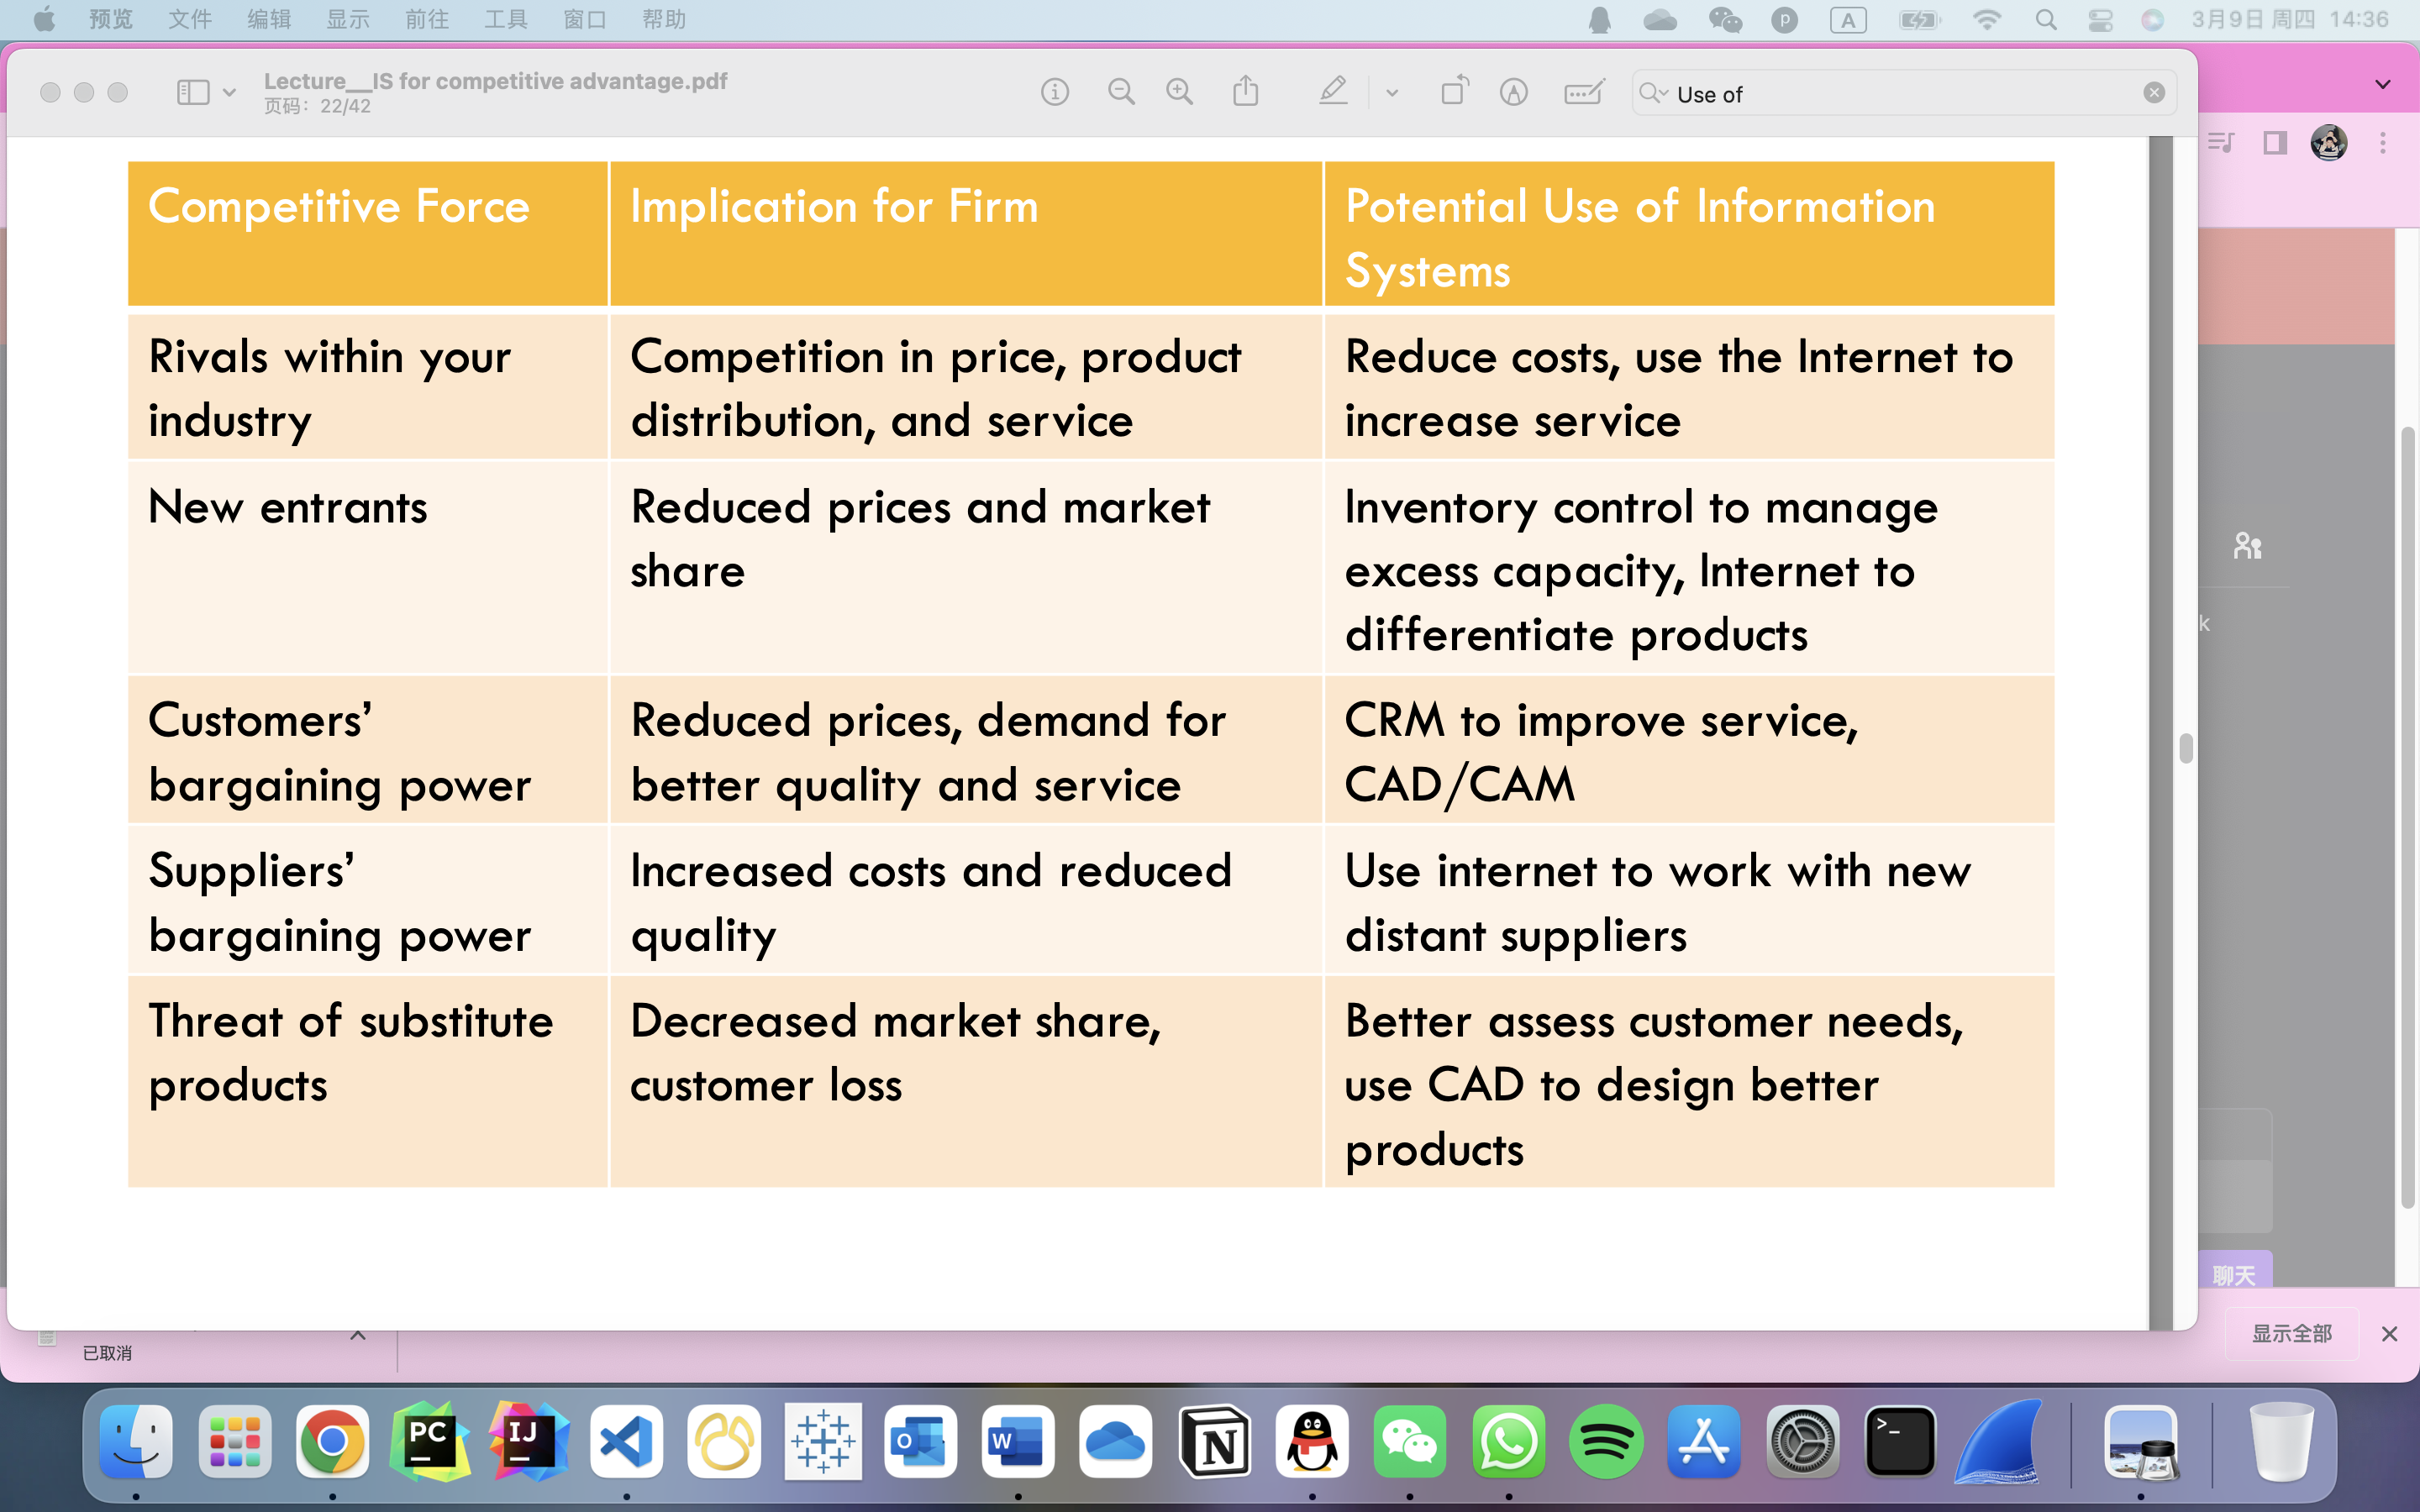 预览 文件 编辑 显示 前往 工具 窗口 帮助
A
3月9日 周四 14:36
Lecture__IS for competitive advantage.pdf
页码: 22/42
Use of
Competitive Force
Implication for Firm
Potential Use of Information
Systems
Rivals within your
industry
Competition in price, product
distribution, and service
Reduce costs, use the Internet to
increase service
New entrants
Reduced prices and market
share
Inventory control to manage
excess capacity, Internet to
differentiate products
Customers’
bargaining power
Reduced prices, demand for
better quality and service
CRM to improve service,
CAD/CAM
Suppliers’
bargaining power
Increased costs and reduced
quality
Use internet to work with new
distant suppliers
Threat of substitute
products
Decreased market share,
customer loss
Better assess customer needs,
use CAD to design better
products
k
聊天
已取消
显示全部
PC
IJ
O
W
N